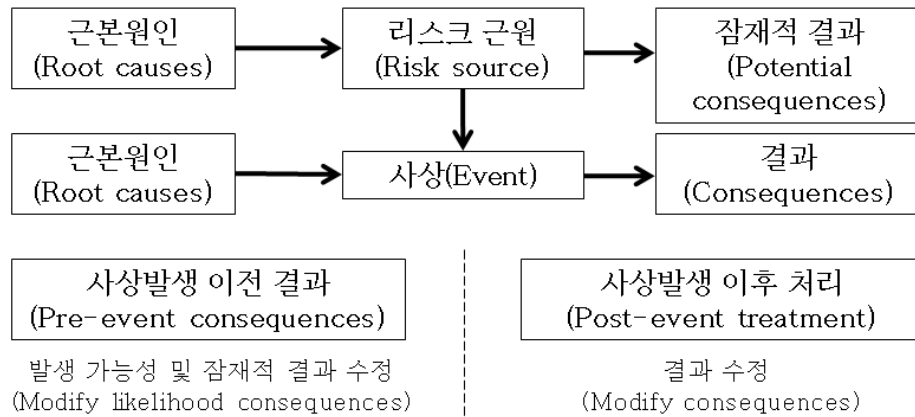 근본원인
(Root causes)
리스크 근원
(Risk source)
잠재적 결과
(Potential
consequences)
근본원인
(Root causes)
사상(Event)
결과
(Consequences)
사상발생 이전 결과
(Pre-event consequences)
사상발생 이후 처리
(Post-event treatment)
발생 가능성 및 잠재적 결과 수정
(Modify likelihood consequences)
결과 수정
(Modify consequences)